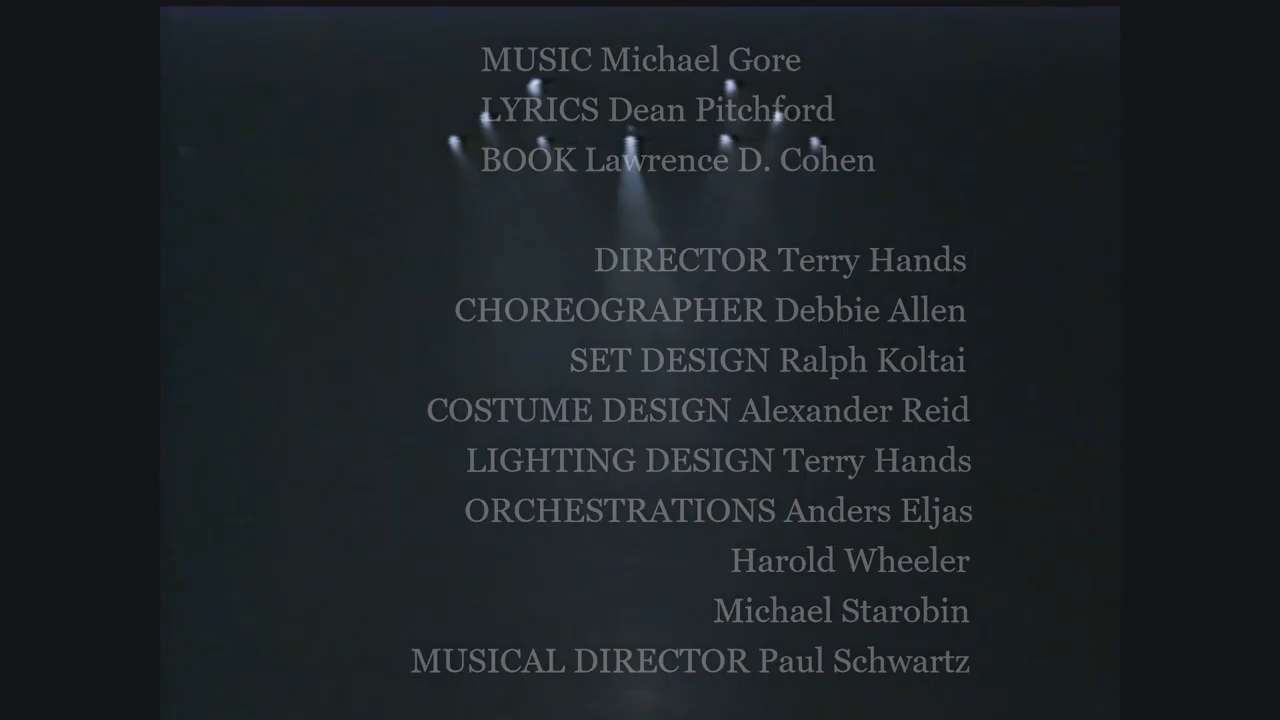 MUSIC Michael Gore
LYRICS Dean Pitchford
BOOK Lawrence D. Cohen
DIRECTOR Terry Hands
CHOREOGRAPHER Debbie Allen
SET DESIGN Ralph Koltai
COSTUME DESIGN Alexander Reid
LIGHTING DESIGN Terry Hands
ORCHESTRATIONS Anders Eljas
Harold Wheeler
Michael Starobin
MUSICAL DIRECTOR Paul Schwartz